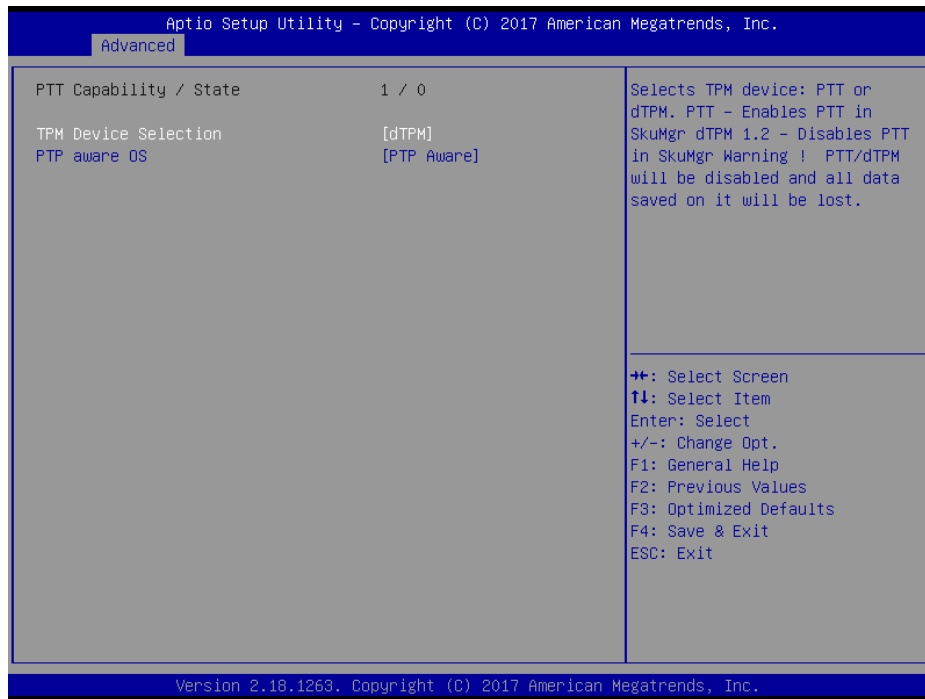 Aptio Setup Utility – Copyright (C) 2017 American Megatrends, Inc.
Advanced
PTT Capability / State 1 / 0
TPM Device Selection [dTPM]
PTP aware OS [PTP Aware]
Selects TPM device: PTT or
dTPM. PTT – Enables PTT in
SkuMgr dTPM 1.2 – Disables PTT
in SkuMgr Warning ! PTT/dTPM
will be disabled and all data
saved on it will be lost.
→←: Select Screen
↑↓: Select Item
Enter: Select
+/-: Change Opt.
F1: General Help
F2: Previous Values
F3: Optimized Defaults
F4: Save & Exit
ESC: Exit
Version 2.18.1263. Copyright (C) 2017 American Megatrends, Inc.